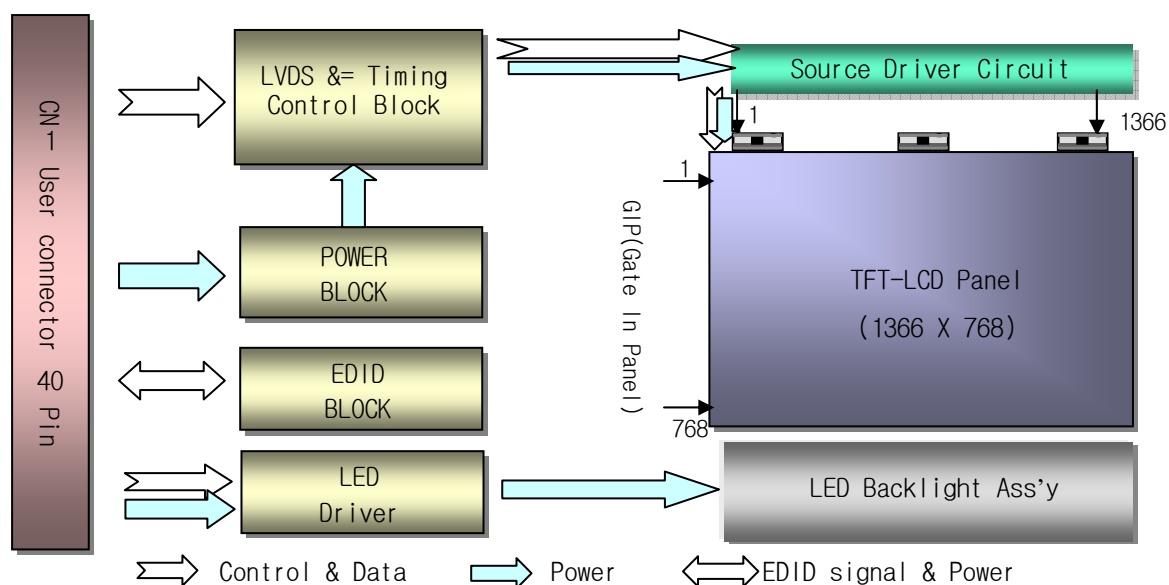 CN-1 User connector 40 Pin
LVDS &= Timing
Control Block
POWER
BLOCK
EDID
BLOCK
LED
Driver
Source Driver Circuit
1
1366
1
GIP(Gate In Panel)
768
TFT-LCD Panel
(1366 X 768)
LED Backlight Ass’y
Control & Data
Power
EDID signal & Power